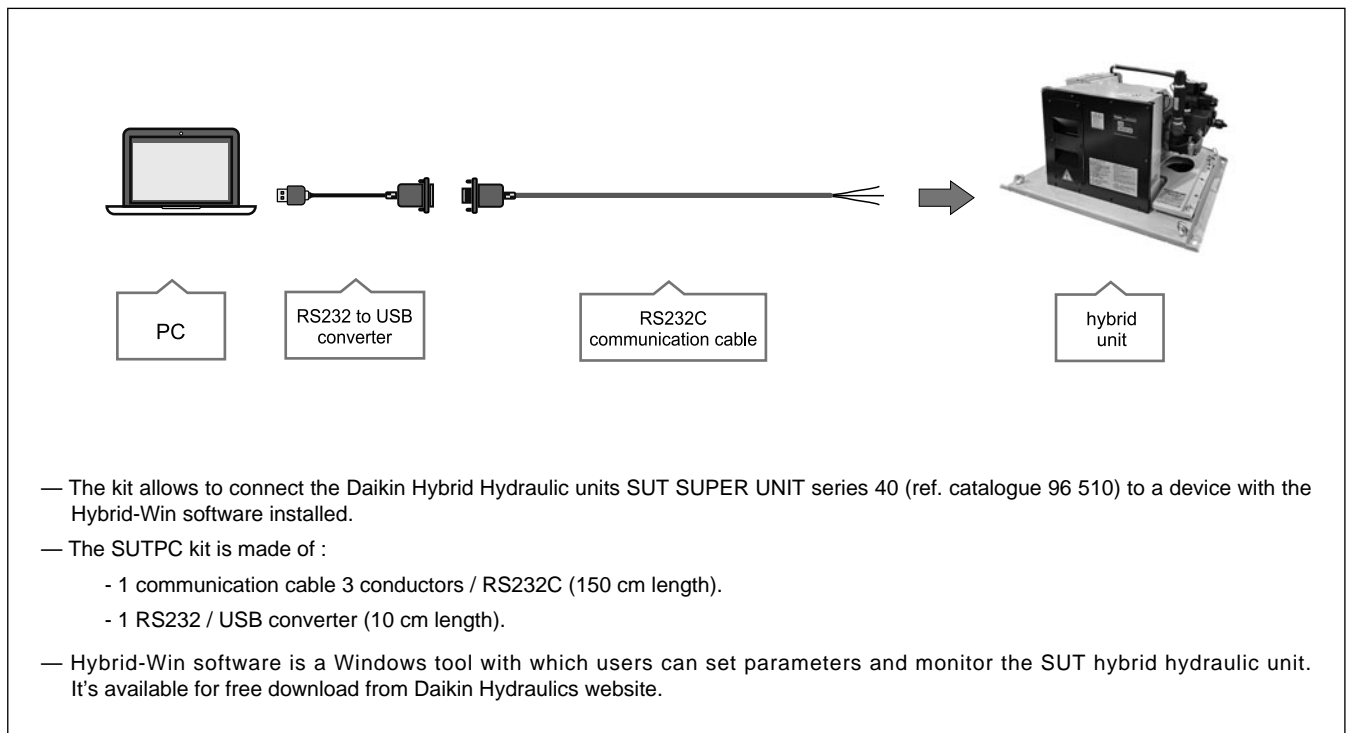 PC
RS232 to USB
converter
RS232C
communication cable
hybrid
unit
— The kit allows to connect the Daikin Hybrid Hydraulic units SUT SUPER UNIT series 40 (ref. catalogue 96 510) to a device with the
Hybrid-Win software installed.
— The SUTPC kit is made of :
- 1 communication cable 3 conductors / RS232C (150 cm length).
- 1 RS232 / USB converter (10 cm length).
— Hybrid-Win software is a Windows tool with which users can set parameters and monitor the SUT hybrid hydraulic unit.
It's available for free download from Daikin Hydraulics website.